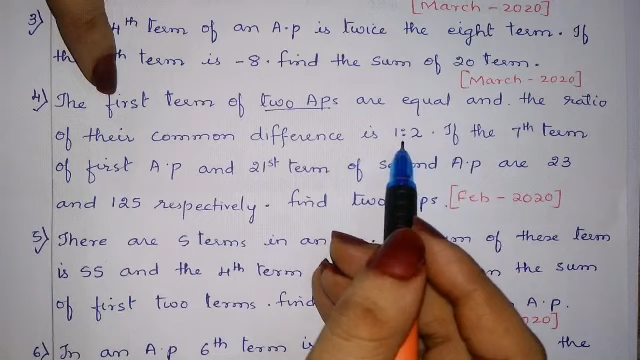 [March - 2020]
3) 4th term of an A.p is twice the eight term. If
the term is -8. find the sum of 20 term.
[March - 2020]
4) The first term of two APs are equal and the ratio
of their common difference is 1:2. If the 7th term
of first A.p and 21st term of second A.p are 23
and 125 respectively. find two Aps. [Feb - 2020]
5) There are 5 terms in an of these term
is 55 and the 4th term the sum
of first two terms. find A.p.
2020]
6) In an A.p 6th term is the